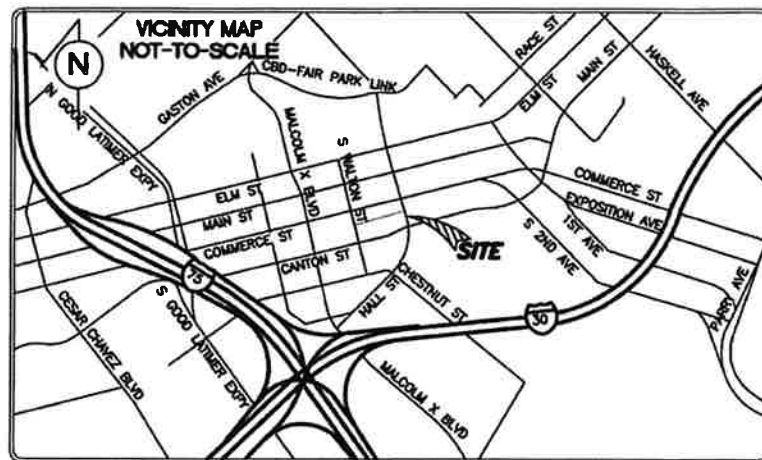 VICINITY MAP
NOT-TO-SCALE
N
RACE ST
ELM ST
MAIN ST
HASKELL AVE
CBD-FAIR PARK LINK
GASTON AVE
N GOOD LATIMER EXPY
MALCOLM X BLVD
S WALTON ST
ELM ST
MAIN ST
COMMERCE ST
CANTON ST
COMMERCE ST
EXPOSITION AVE
1ST AVE
S 2ND AVE
SITE
75
S GOOD LATIMER EXPY
CESAR CHAVEZ BLVD
HALL ST
CHESTNUT ST
30
PARRY AVE
MALCOLM X BLVD